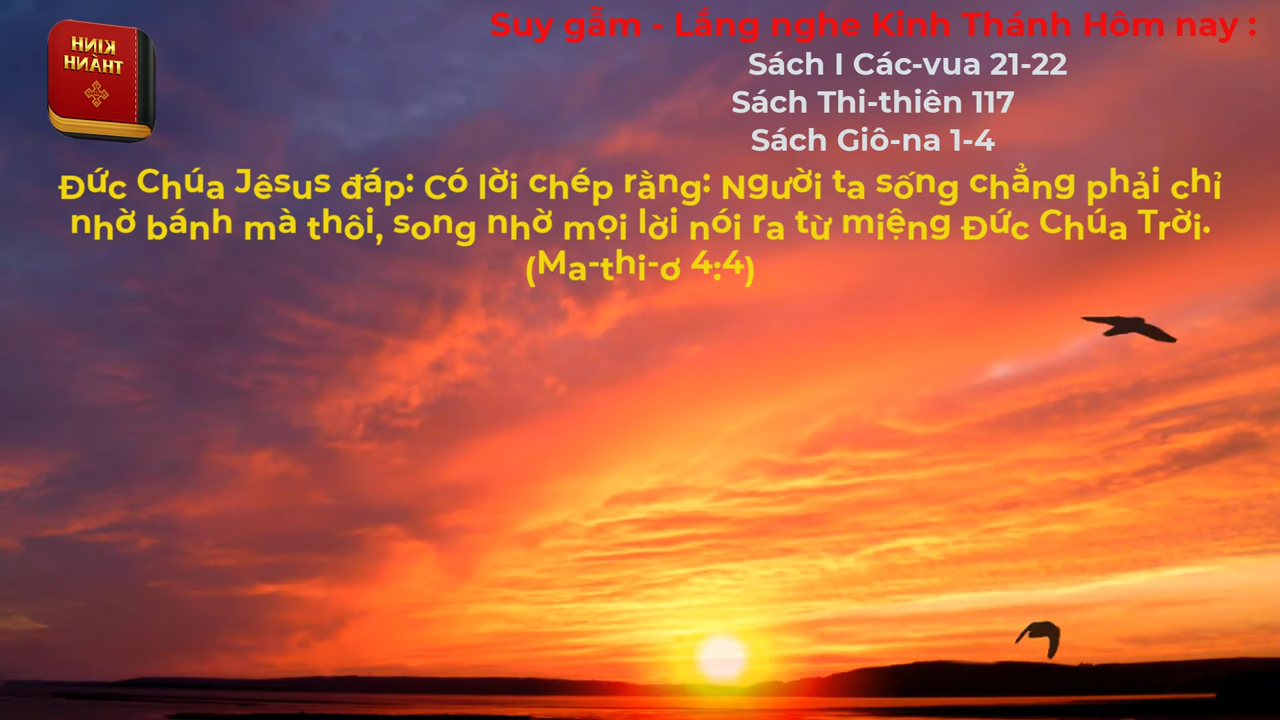 Suy gẫm - Lắng nghe Kinh Thánh Hôm nay :
Sách I Các-vua 21-22
Sách Thi-thiên 117
Sách Giô-na 1-4
KINH
THÁNH
Đức Chúa Jêsus đáp: Có lời chép rằng: Người ta sống chẳng phải chỉ
nhờ bánh mà thôi, song nhờ mọi lời nói ra từ miệng Đức Chúa Trời.
(Ma-thi-ơ 4:4)